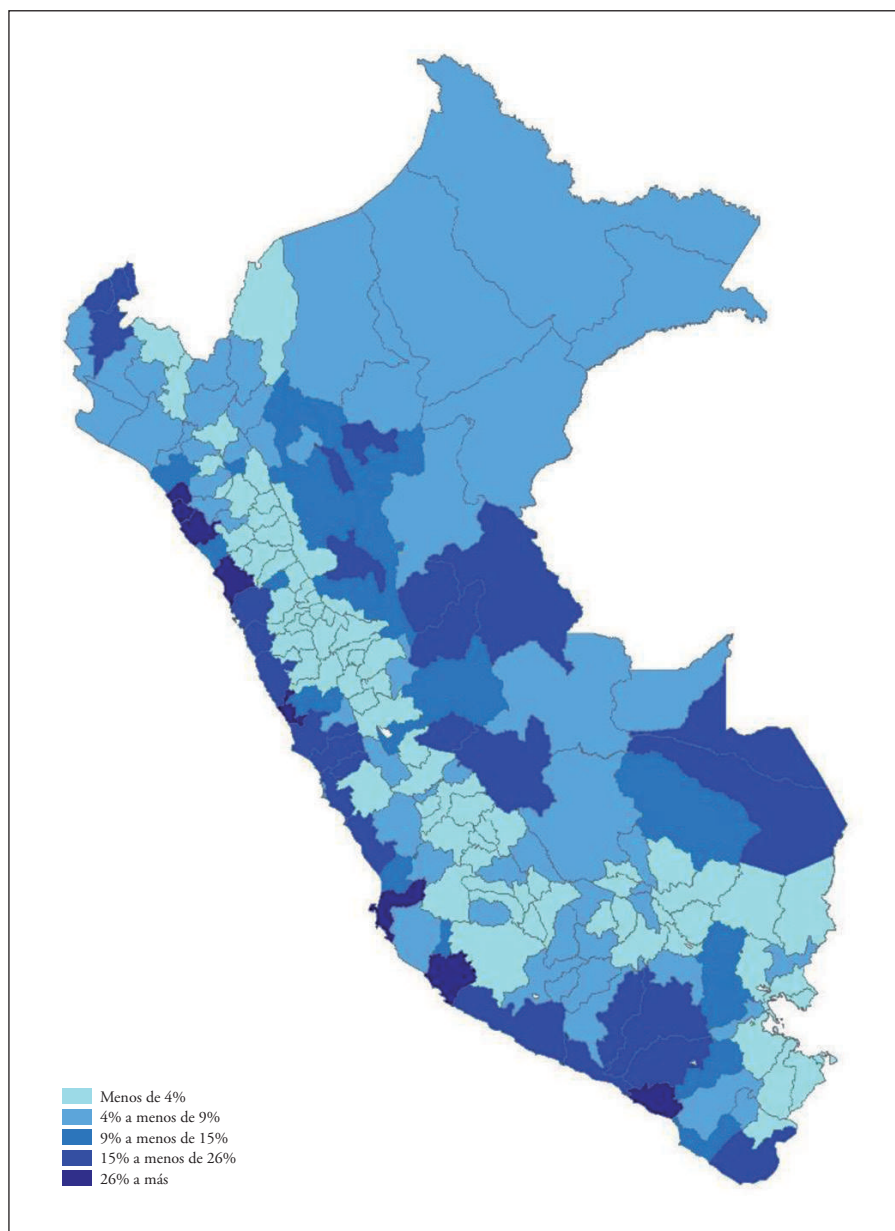 Menos de 4%
4% a menos de 9%
9% a menos de 15%
15% a menos de 26%
26% a más